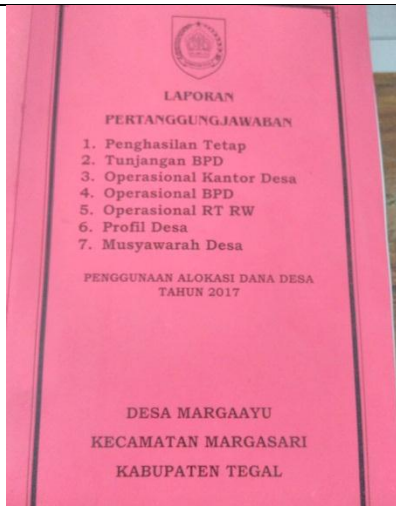 LAPORAN
PERTANGGUNGJAWABAN
1. Penghasilan Tetap
2. Tunjangan BPD
3. Operasional Kantor Desa
4. Operasional BPD
5. Operasional RT RW
6. Profil Desa
7. Musyawarah Desa
PENGGUNAAN ALOKASI DANA DESA
TAHUN 2017
DESA MARGAAYU
KECAMATAN MARGASARI
KABUPATEN TEGAL